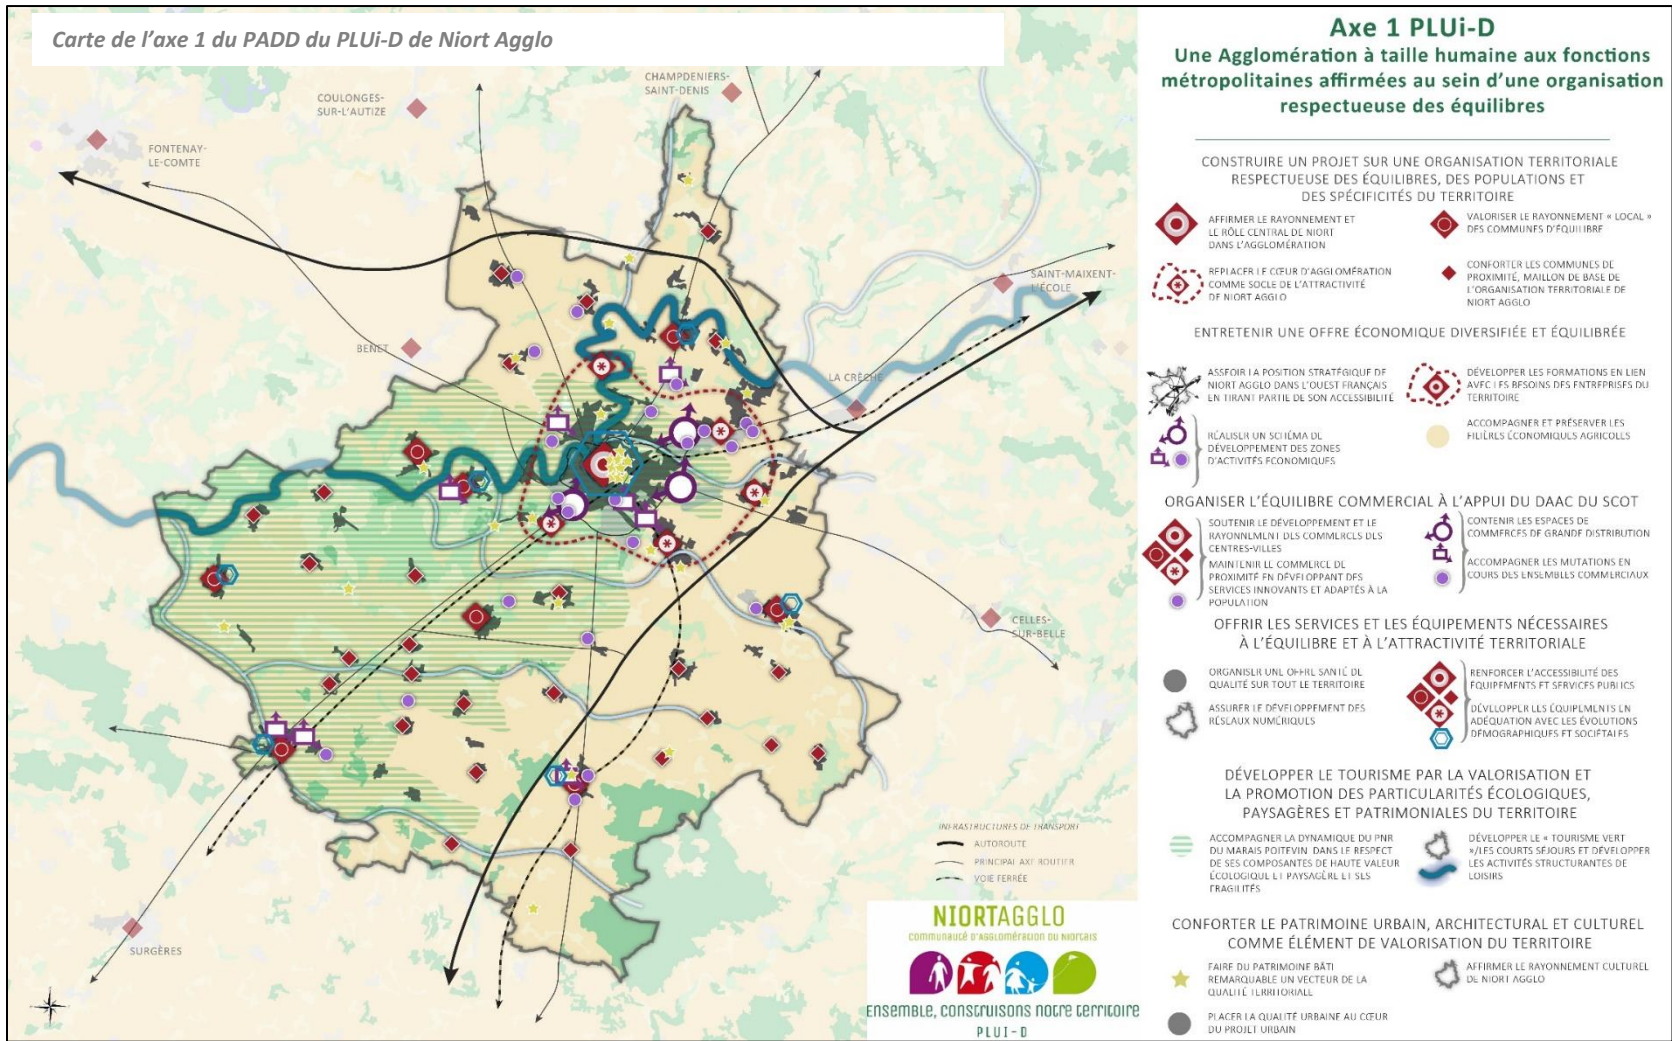 Carte de l'axe 1 du PADD du PLUi-D de Niort Agglo
CHAMPDENIERS-
SAINT-DENIS
COULONGES-
SUR-L'AUTIZE
FONTENAY-
LE-COMTE
SAINT-MAIXENT-
L'ÉCOLE
BENET
LA CRÈCHE
CELLES-
SUR-BELLE
SURGÈRES
INFRASTRUCTURES DE TRANSPORT
AUTOROUTE
PRINCIPAL AXE ROUTIER
VOIE FERRÉE
NIORTAGGLO
COMMUNAUTÉ D'AGGLOMÉRATION DU NIORTAIS
Ensemble, construisons notre territoire
PLUI-D
Axe 1 PLUi-D
Une Agglomération à taille humaine aux fonctions
métropolitaines affirmées au sein d'une organisation
respectueuse des équilibres
CONSTRUIRE UN PROJET SUR UNE ORGANISATION TERRITORIALE
RESPECTUEUSE DES ÉQUILIBRES, DES POPULATIONS ET
DES SPÉCIFICITÉS DU TERRITOIRE
AFFIRMER LE RAYONNEMENT ET
LE RÔLE CENTRAL DE NIORT
DANS L'AGGLOMÉRATION
VALORISER LE RAYONNEMENT « LOCAL »
DES COMMUNES D'ÉQUILIBRE
REPLACER LE CŒUR D'AGGLOMÉRATION
COMME SOCLE DE L'ATTRACTIVITÉ
DE NIORT AGGLO
CONFORTER LES COMMUNES DE
PROXIMITÉ, MAILLON DE BASE DE
L'ORGANISATION TERRITORIALE DE
NIORT AGGLO
ENTRETENIR UNE OFFRE ÉCONOMIQUE DIVERSIFIÉE ET ÉQUILIBRÉE
ASSEOIR LA POSITION STRATÉGIQUE DE
NIORT AGGLO DANS L'OUEST FRANÇAIS
EN TIRANT PARTIE DE SON ACCESSIBILITÉ
DÉVELOPPER LES FORMATIONS EN LIEN
AVEC LES BESOINS DES ENTREPRISES DU
TERRITOIRE
RÉALISER UN SCHÉMA DE
DÉVELOPPEMENT DES ZONES
D'ACTIVITÉS ECONOMIQUES
ACCOMPAGNER ET PRÉSERVER LES
FILIÈRES ÉCONOMIQUES AGRICOLES
ORGANISER L'ÉQUILIBRE COMMERCIAL À L'APPUI DU DAAC DU SCOT
SOUTENIR LE DÉVELOPPEMENT ET LE
RAYONNEMENT DES COMMERCES DES
CENTRES-VILLES
MAINTENIR LE COMMERCE DE
PROXIMITÉ EN DÉVELOPPANT DES
SERVICES INNOVANTS ET ADAPTÉS À LA
POPULATION
CONTENIR LES ESPACES DE
COMMERCES DE GRANDE DISTRIBUTION
ACCOMPAGNER LES MUTATIONS EN
COURS DES ENSEMBLES COMMERCIAUX
OFFRIR LES SERVICES ET LES ÉQUIPEMENTS NÉCESSAIRES
À L'ÉQUILIBRE ET À L'ATTRACTIVITÉ TERRITORIALE
ORGANISER UNE OFFRE SANTÉ DE
QUALITÉ SUR TOUT LE TERRITOIRE
ASSURER LE DÉVELOPPEMENT DES
RÉSEAUX NUMÉRIQUES
RENFORCER L'ACCESSIBILITÉ DES
ÉQUIPEMENTS ET SERVICES PUBLICS
DÉVELOPPER LES ÉQUIPEMENTS EN
ADÉQUATION AVEC LES ÉVOLUTIONS
DÉMOGRAPHIQUES ET SOCIÉTALES
DÉVELOPPER LE TOURISME PAR LA VALORISATION ET
LA PROMOTION DES PARTICULARITÉS ÉCOLOGIQUES,
PAYSAGÈRES ET PATRIMONIALES DU TERRITOIRE
ACCOMPAGNER LA DYNAMIQUE DU PNR
DU MARAIS POITEVIN DANS LE RESPECT
DE SES COMPOSANTES DE HAUTE VALEUR
ÉCOLOGIQUE ET PAYSAGÈRE ET SES
FRAGILITÉS
DÉVELOPPER LE « TOURISME VERT
»/LES COURTS SÉJOURS ET DÉVELOPPER
LES ACTIVITÉS STRUCTURANTES DE
LOISIRS
CONFORTER LE PATRIMOINE URBAIN, ARCHITECTURAL ET CULTUREL
COMME ÉLÉMENT DE VALORISATION DU TERRITOIRE
FAIRE DU PATRIMOINE BÂTI
REMARQUABLE UN VECTEUR DE LA
QUALITÉ TERRITORIALE
AFFIRMER LE RAYONNEMENT CULTUREL
DE NIORT AGGLO
PLACER LA QUALITÉ URBAINE AU CŒUR
DU PROJET URBAIN